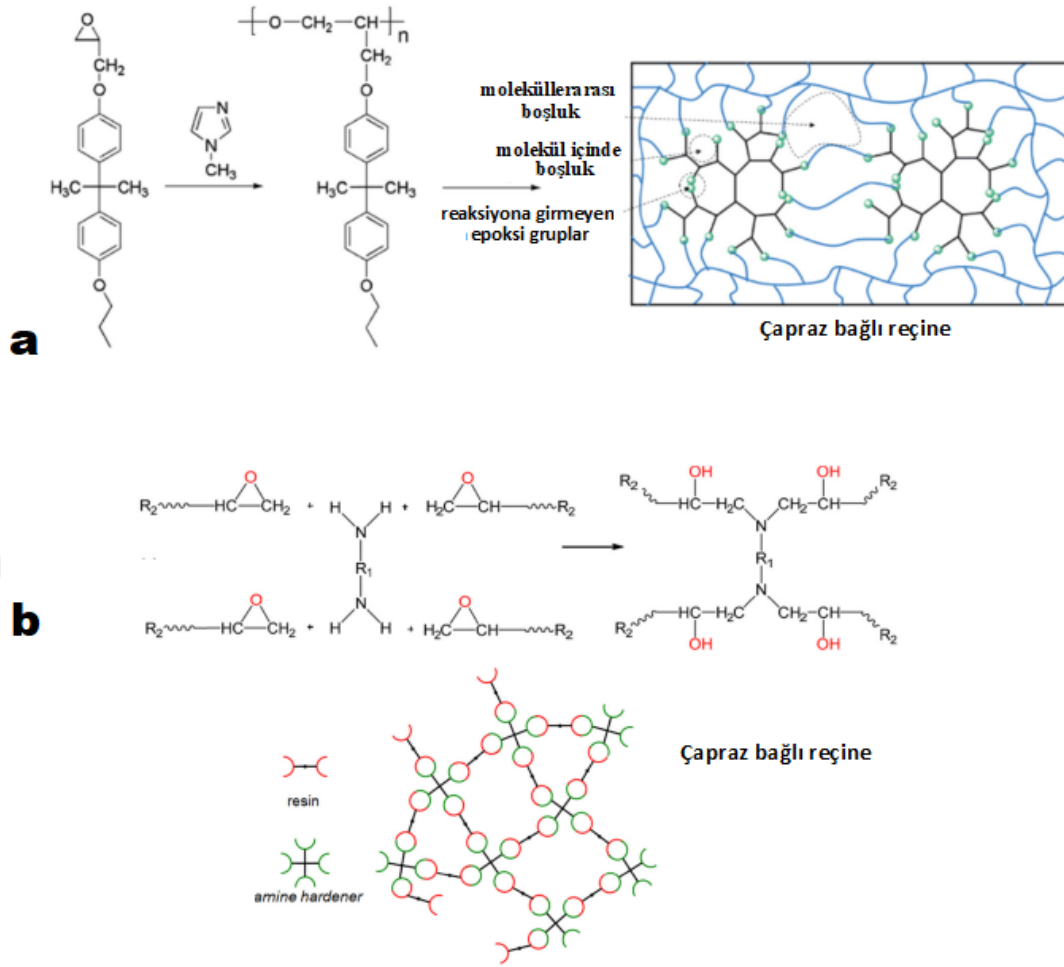 O
CH₂
O
H₃C
CH₃
O
N
N
CH₃
O—CH₂—CH
n
CH₂
O
H₃C
CH₃
O
moleküllerarası
boşluk
molekül içinde
boşluk
reaksiyona girmeyen
epoksi gruplar
Çapraz bağlı reçine
a
R₂
O
HC—CH₂
+
H
H
N
R₁
N
H
H
+
O
H₂C—CH
R₂
R₂
O
HC—CH₂
+
+
O
H₂C—CH
R₂
R₂
OH
HC—H₂C
N
CH₂—CH
OH
R₂
R₁
R₂
HC—H₂C
OH
N
CH₂—CH
OH
R₂
b
resin
amine hardener
Çapraz bağlı reçine